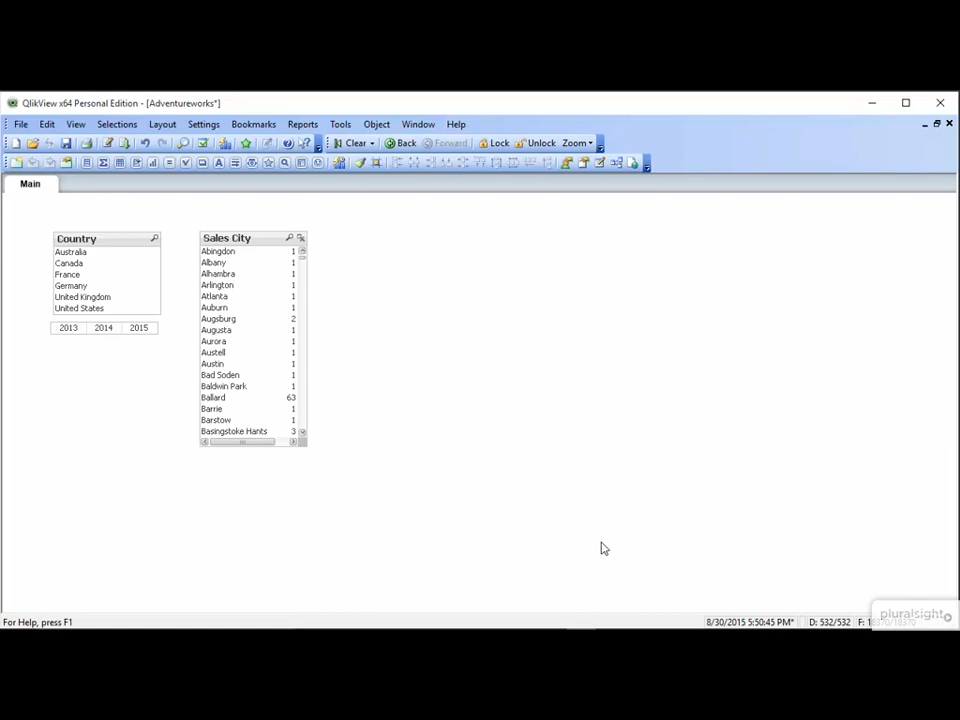 QlikView x64 Personal Edition - [Adventureworks*]
File Edit View Selections Layout Settings Bookmarks Reports Tools Object Window Help
Clear Back Forward Lock Unlock Zoom
Main
Country
Australia
Canada
France
Germany
United Kingdom
United States
2013 2014 2015
Sales City
Abingdon 1
Albany 1
Alhambra 1
Arlington 1
Atlanta 1
Auburn 1
Augsburg 2
Augusta 1
Aurora 1
Austell 1
Austin 1
Bad Soden 1
Baldwin Park 1
Ballard 63
Barrie 1
Barstow 1
Basingstoke Hants 3
pluralsight
For Help, press F1 8/30/2015 5:50:45 PM* D: 532/532 F: 18370/18370